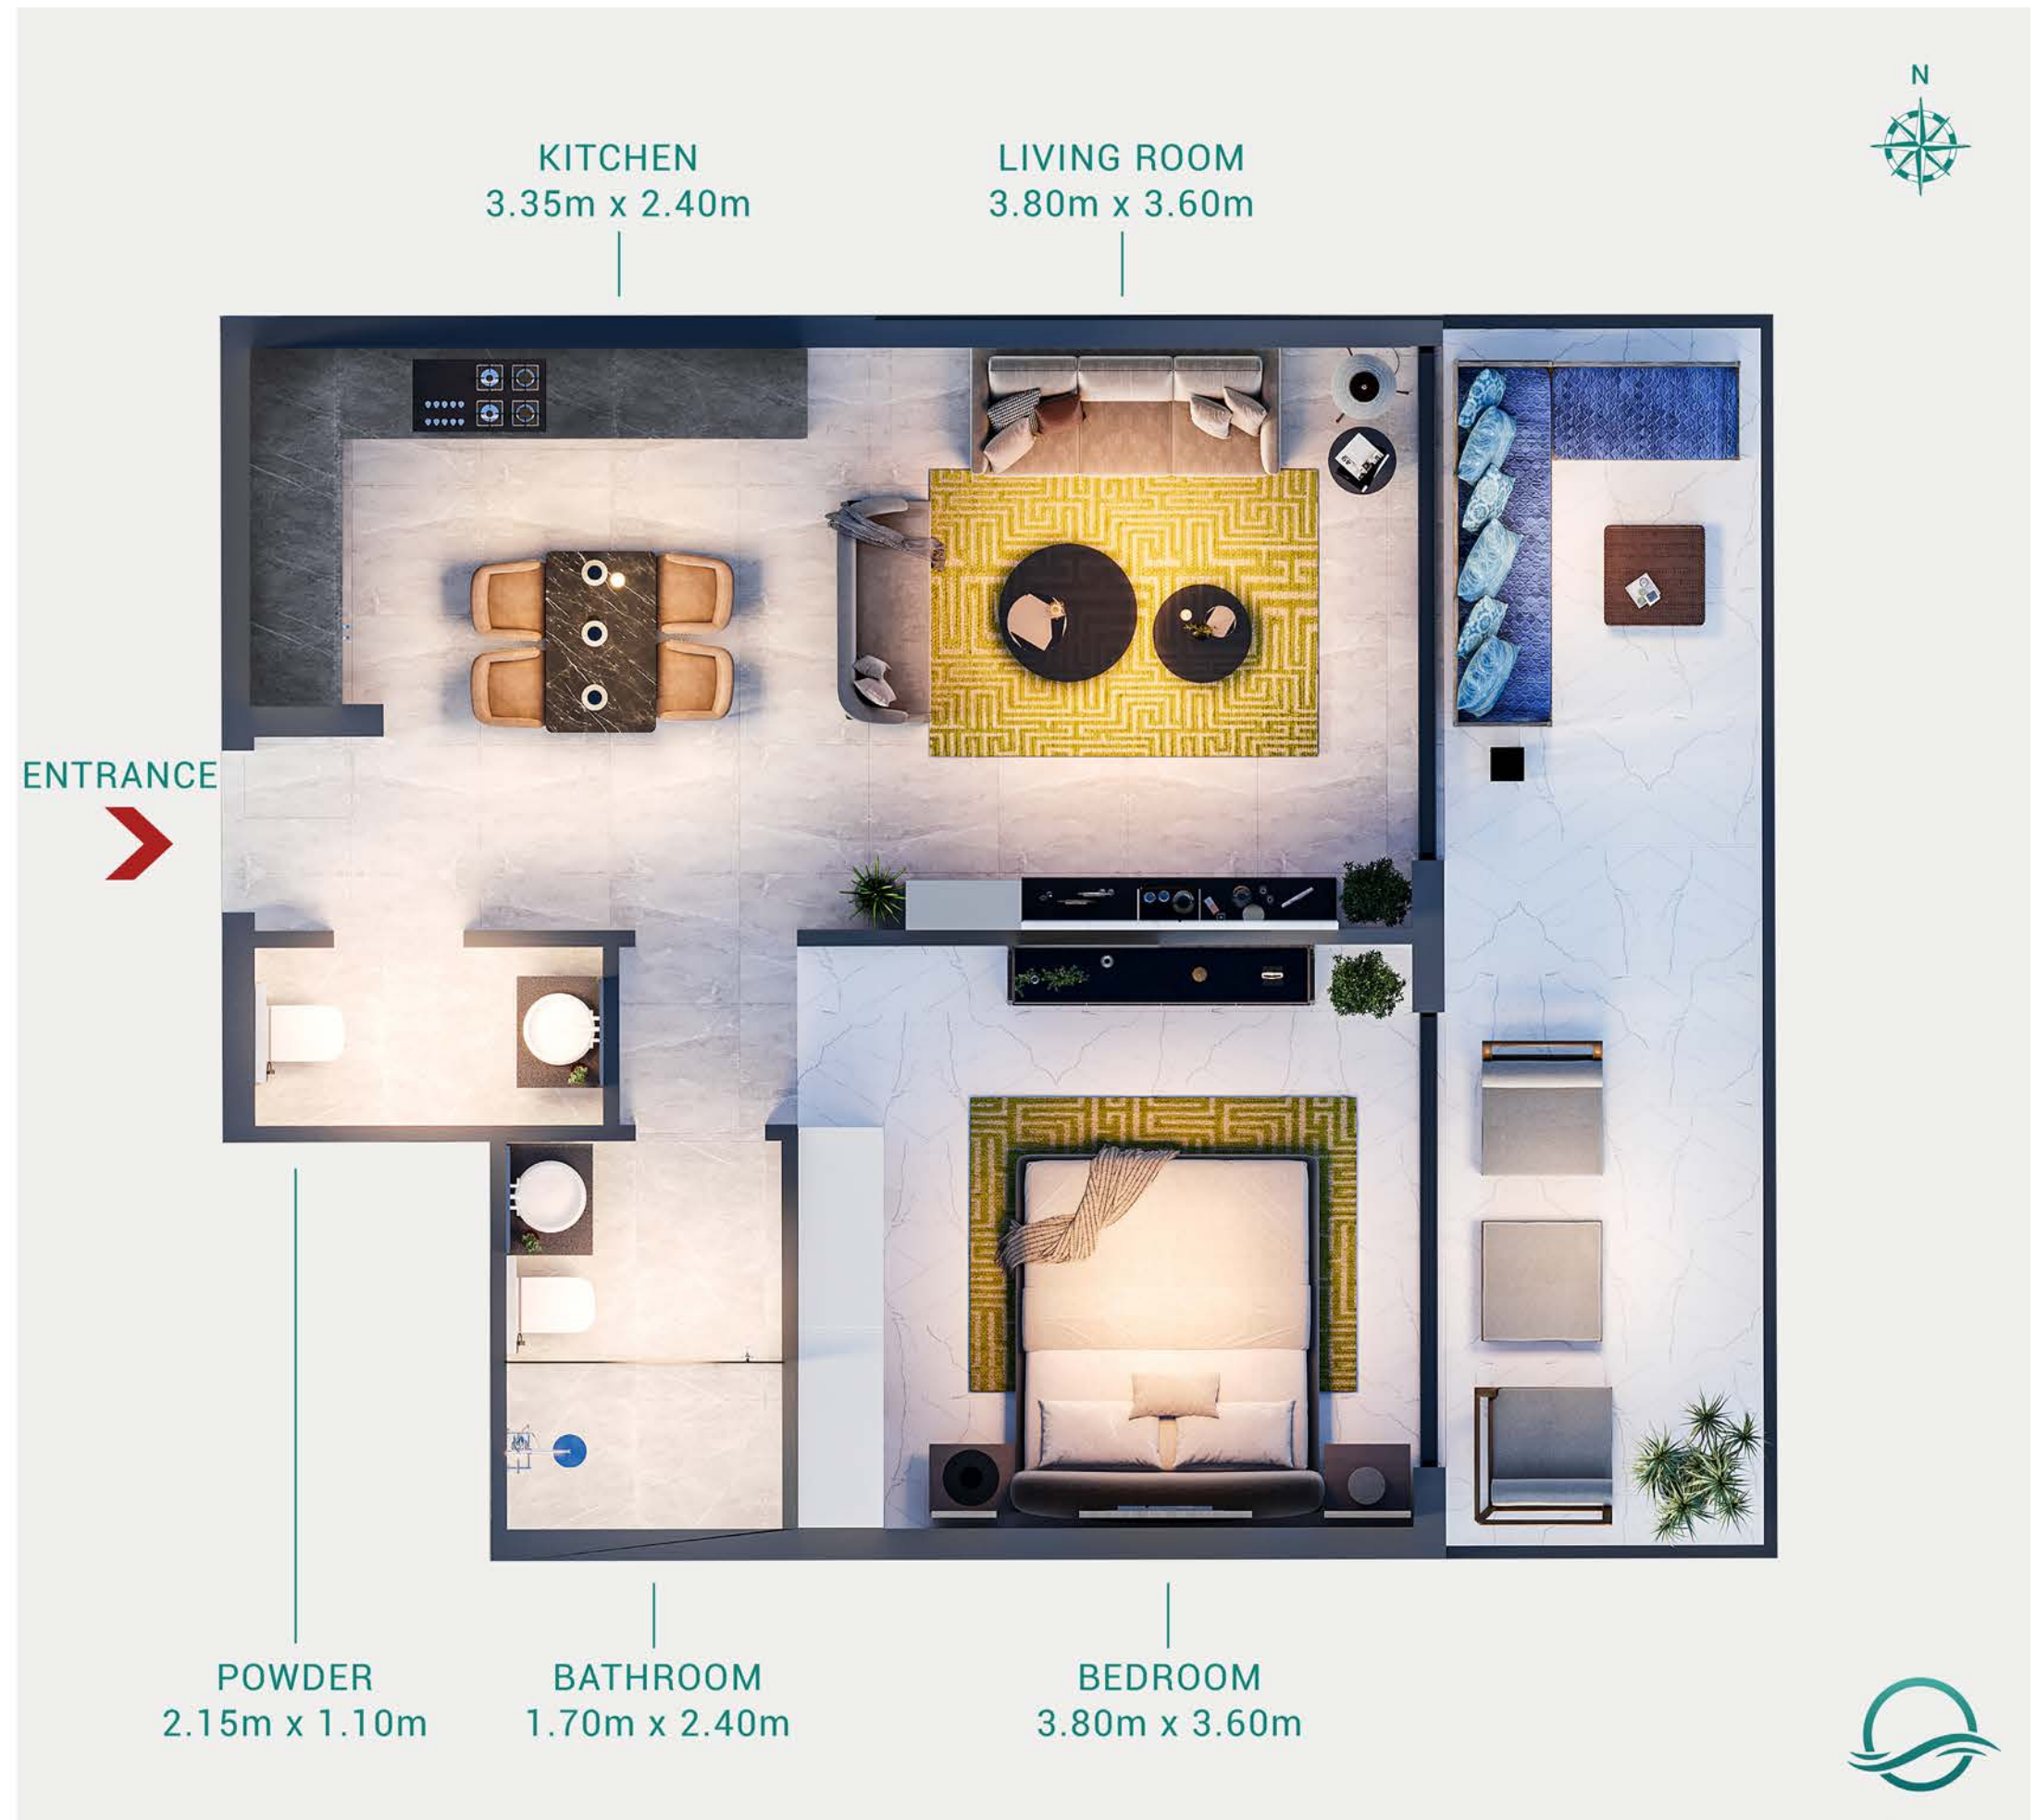 N
KITCHEN
3.35m x 2.40m
LIVING ROOM
3.80m x 3.60m
ENTRANCE
POWDER
2.15m x 1.10m
BATHROOM
1.70m x 2.40m
BEDROOM
3.80m x 3.60m